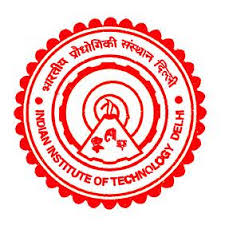 भारतीय प्रौद्योगिकी संस्थान दिल्ली
INDIAN INSTITUTE OF TECHNOLOGY DELHI